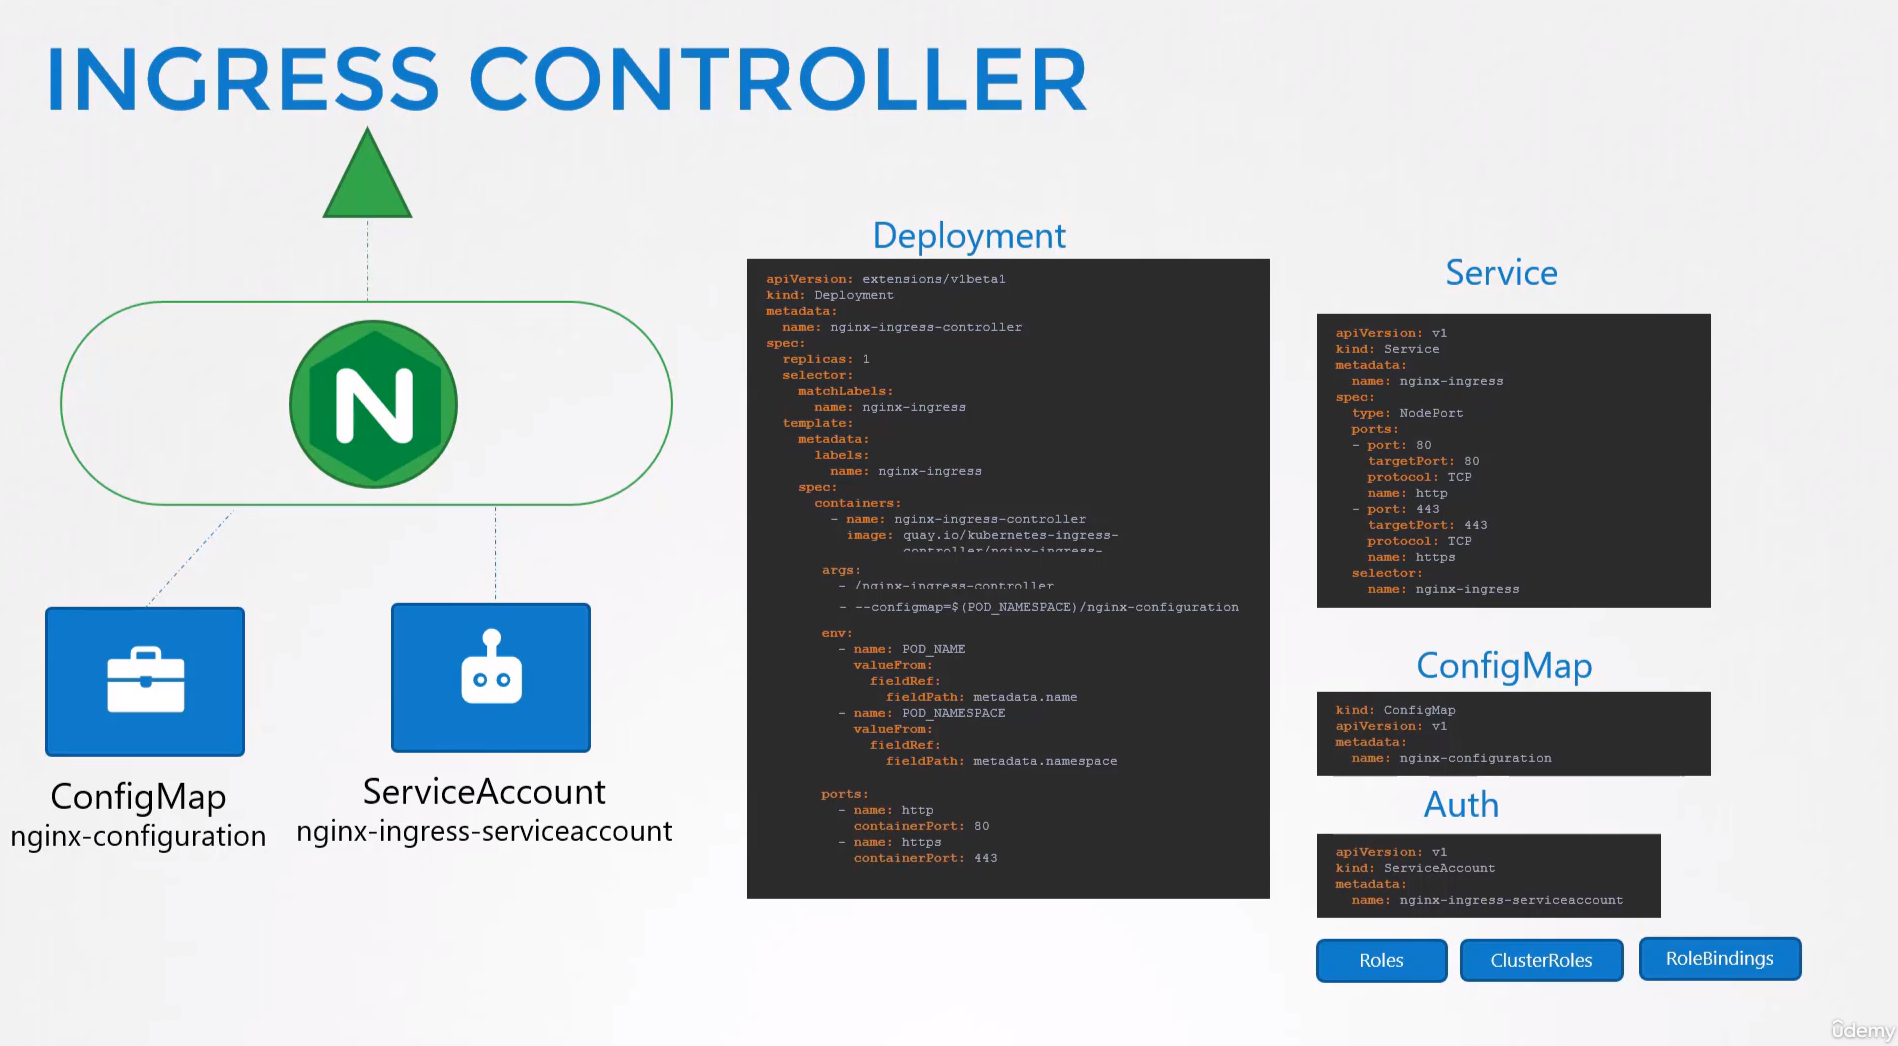 INGRESS CONTROLLER
N
ConfigMap
nginx-configuration
ServiceAccount
nginx-ingress-serviceaccount
Deployment
apiVersion: extensions/v1beta1
kind: Deployment
metadata:
  name: nginx-ingress-controller
spec:
  replicas: 1
  selector:
    matchLabels:
      name: nginx-ingress
  template:
    metadata:
      labels:
        name: nginx-ingress
    spec:
      containers:
        - name: nginx-ingress-controller
          image: quay.io/kubernetes-ingress-
controller/nginx-ingress-
      args:
        - /nginx-ingress-controller
        - --configmap=$(POD_NAMESPACE)/nginx-configuration
      env:
        - name: POD_NAME
          valueFrom:
            fieldRef:
              fieldPath: metadata.name
        - name: POD_NAMESPACE
          valueFrom:
            fieldRef:
              fieldPath: metadata.namespace
      ports:
        - name: http
          containerPort: 80
        - name: https
          containerPort: 443
Service
apiVersion: v1
kind: Service
metadata:
  name: nginx-ingress
spec:
  type: NodePort
  ports:
  - port: 80
    targetPort: 80
    protocol: TCP
    name: http
  - port: 443
    targetPort: 443
    protocol: TCP
    name: https
  selector:
    name: nginx-ingress
ConfigMap
kind: ConfigMap
apiVersion: v1
metadata:
  name: nginx-configuration
Auth
apiVersion: v1
kind: ServiceAccount
metadata:
  name: nginx-ingress-serviceaccount
Roles
ClusterRoles
RoleBindings
ûdemy